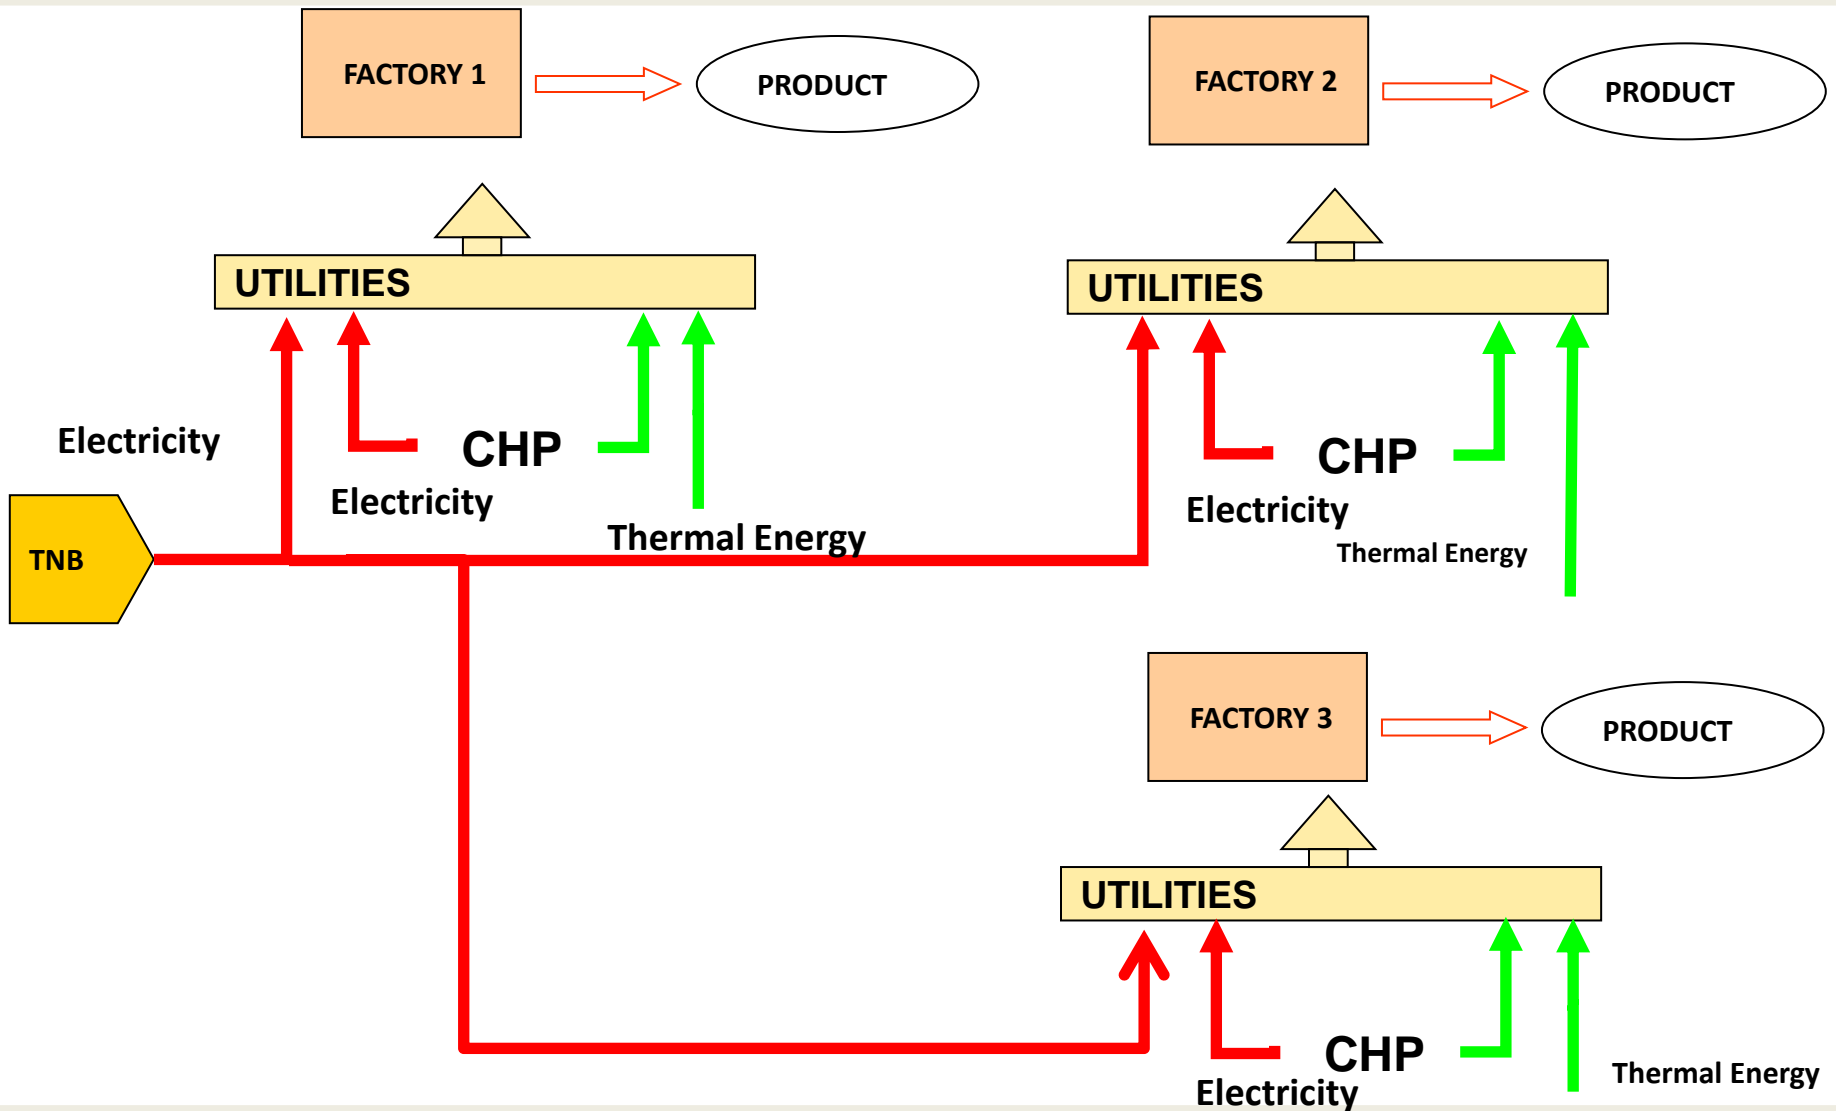 FACTORY 1
PRODUCT
FACTORY 2
PRODUCT
UTILITIES
UTILITIES
Electricity
CHP
CHP
Electricity
Electricity
Thermal Energy
Thermal Energy
TNB
FACTORY 3
PRODUCT
UTILITIES
CHP
Thermal Energy
Electricity